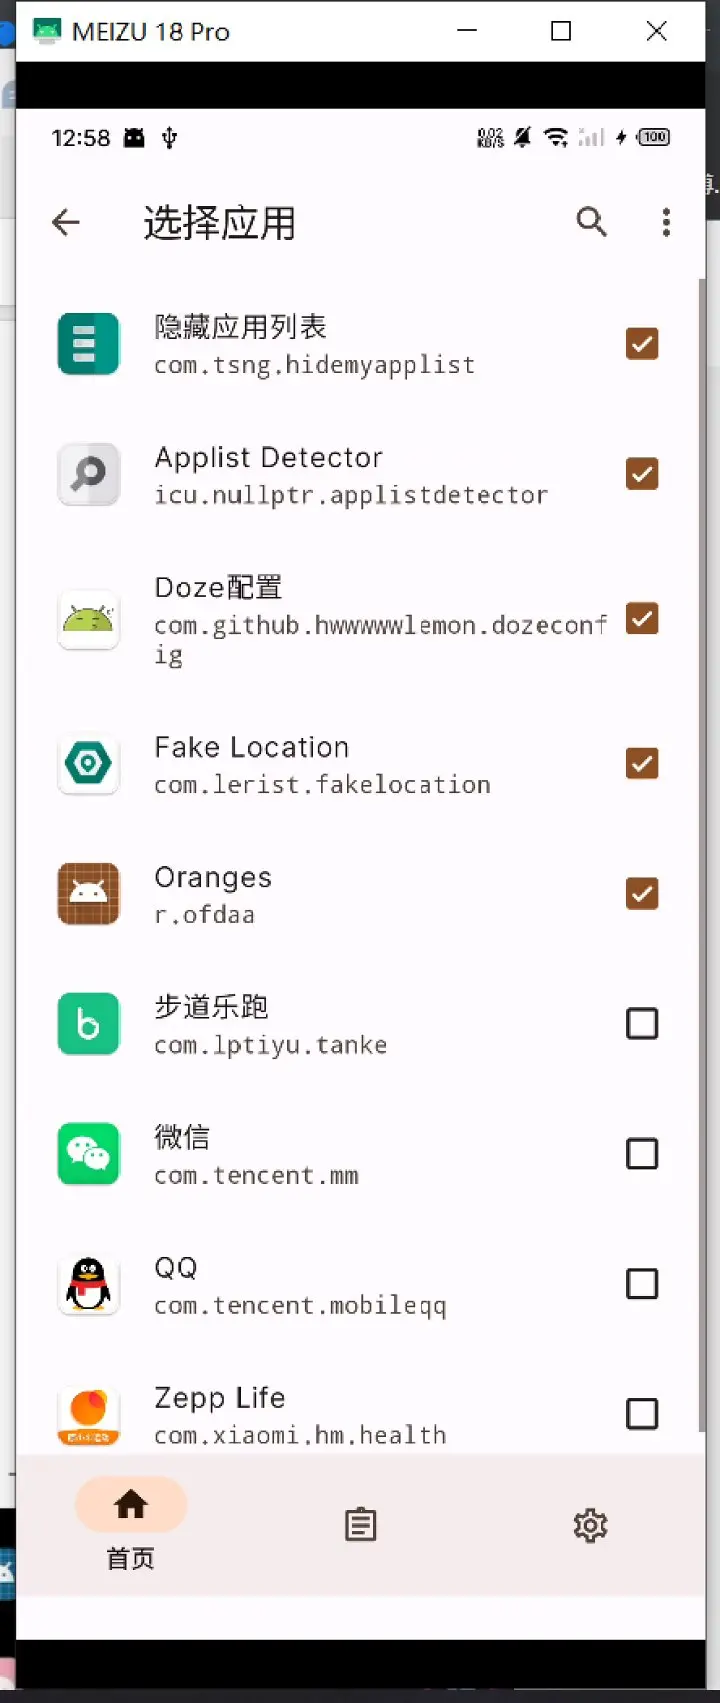 MEIZU 18 Pro
12:58
0.02
KB/S
100
选择应用
隐藏应用列表
com.tsng.hidemyapplist
Applist Detector
icu.nullptr.applistdetector
Doze配置
com.github.hwwwwwlemon.dozeconf
ig
Fake Location
com.lerist.fakelocation
Oranges
r.ofdaa
步道乐跑
com.lptiyu.tanke
微信
com.tencent.mm
QQ
com.tencent.mobileqq
Zepp Life
com.xiaomi.hm.health
首页